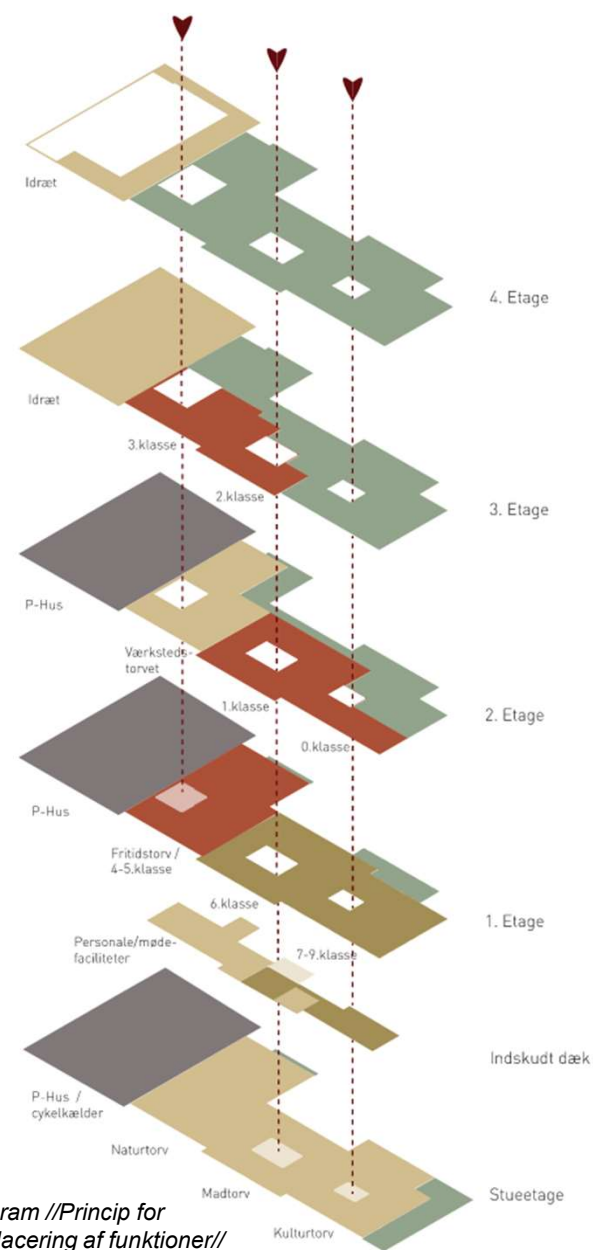 Idræt
4. Etage
Idræt
3.klasse
2.klasse
3. Etage
P-Hus
Værksteds-
torvet
1.klasse
0.klasse
2. Etage
P-Hus
Fritidstorv /
4-5.klasse
6.klasse
7-9.klasse
1. Etage
Personale/møde-
faciliteter
Indskudt dæk
P-Hus /
cykelkælder
Naturtorv
Madtorv
Kulturtorv
Stueetage
ram //Princip for
lacering af funktioner//